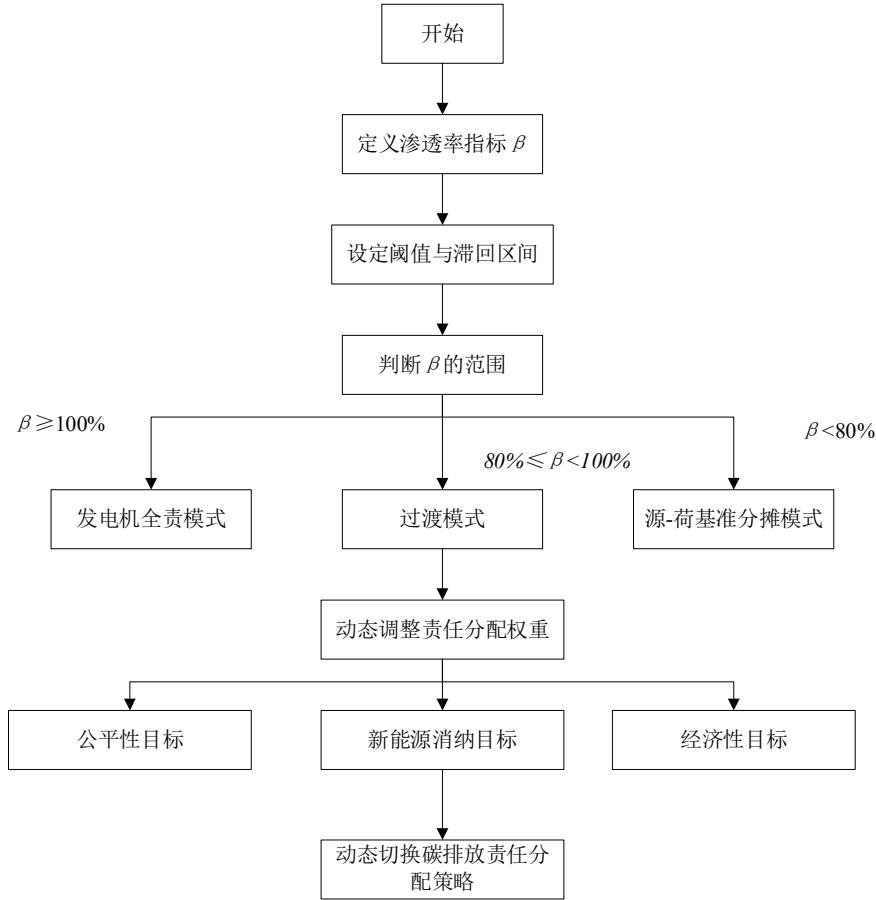 开始
定义渗透率指标β
设定阈值与滞回区间
判断β的范围
β≥100%
80%≤β<100%
β<80%
发电机全责模式
过渡模式
源-荷基准分摊模式
动态调整责任分配权重
公平性目标
新能源消纳目标
经济性目标
动态切换碳排放责任分
配策略